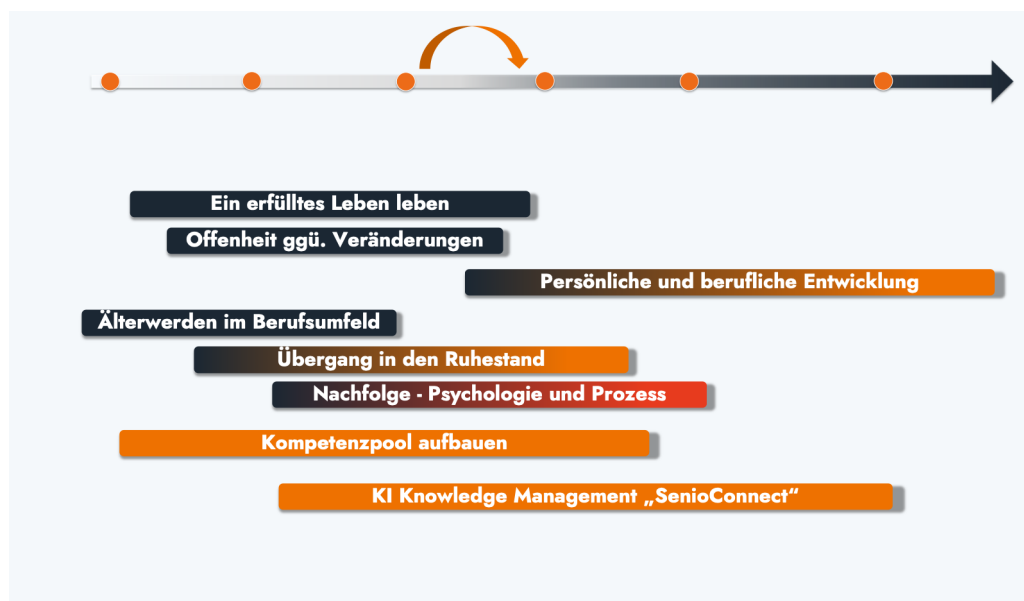 Ein erfülltes Leben leben
Offenheit ggü. Veränderungen
Persönliche und berufliche Entwicklung
Älterwerden im Berufsumfeld
Übergang in den Ruhestand
Nachfolge - Psychologie und Prozess
Kompetenzpool aufbauen
KI Knowledge Management „SenioConnect“